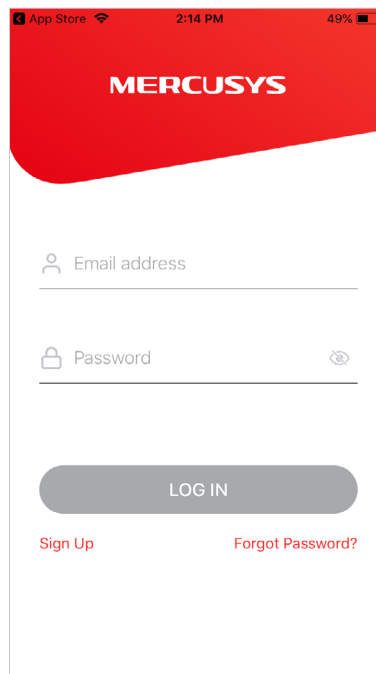 App Store 2:14 PM 49%
MERCUSYS
Email address
Password
LOG IN
Sign Up Forgot Password?